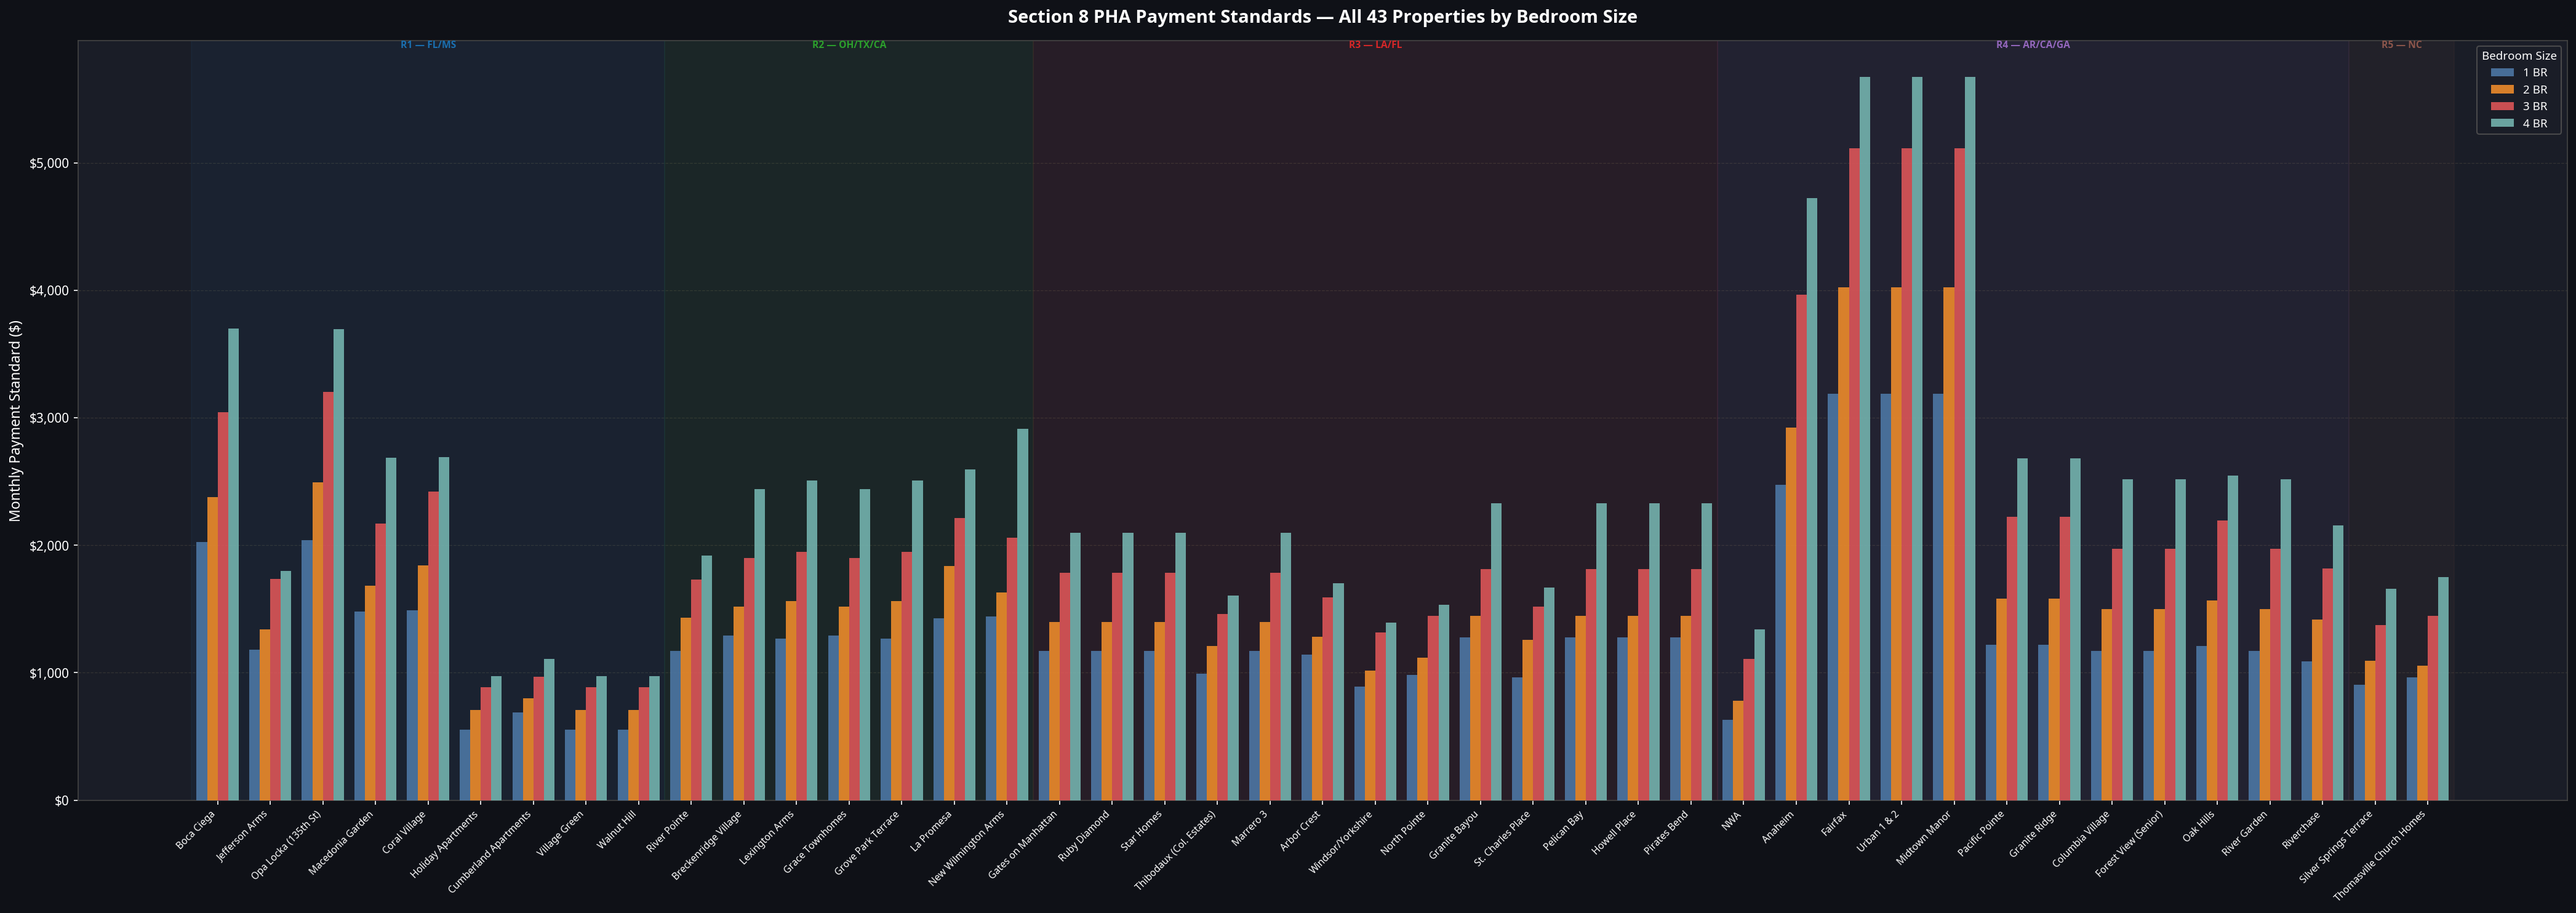 Section 8 PHA Payment Standards — All 43 Properties by Bedroom Size
R1 — FL/MS
R2 — OH/TX/CA
R3 — LA/FL
R4 — AR/CA/GA
R5 — NC
Bedroom Size
1 BR
2 BR
3 BR
4 BR
Monthly Payment Standard ($)
$5,000
$4,000
$3,000
$2,000
$1,000
$0
Boca Ciega
Jefferson Arms
Opa Locka (135th St)
Macedonia Garden
Coral Village
Holiday Apartments
Cumberland Apartments
Village Green
Walnut Hill
River Pointe
Breckenridge Village
Lexington Arms
Grace Townhomes
Grove Park Terrace
La Promesa
New Wilmington Arms
Gates on Manhattan
Ruby Diamond
Star Homes
Thibodaux (Col. Estates)
Marrero 3
Arbor Crest
Windsor/Yorkshire
North Pointe
Granite Bayou
St. Charles Place
Pelican Bay
Howell Place
Pirates Bend
NWA
Anaheim
Fairfax
Urban 1 & 2
Midtown Manor
Pacific Pointe
Granite Ridge
Columbia Village
Forest View (Senior)
Oak Hills
River Garden
Riverchase
Silver Springs Terrace
Thomasville Church Homes